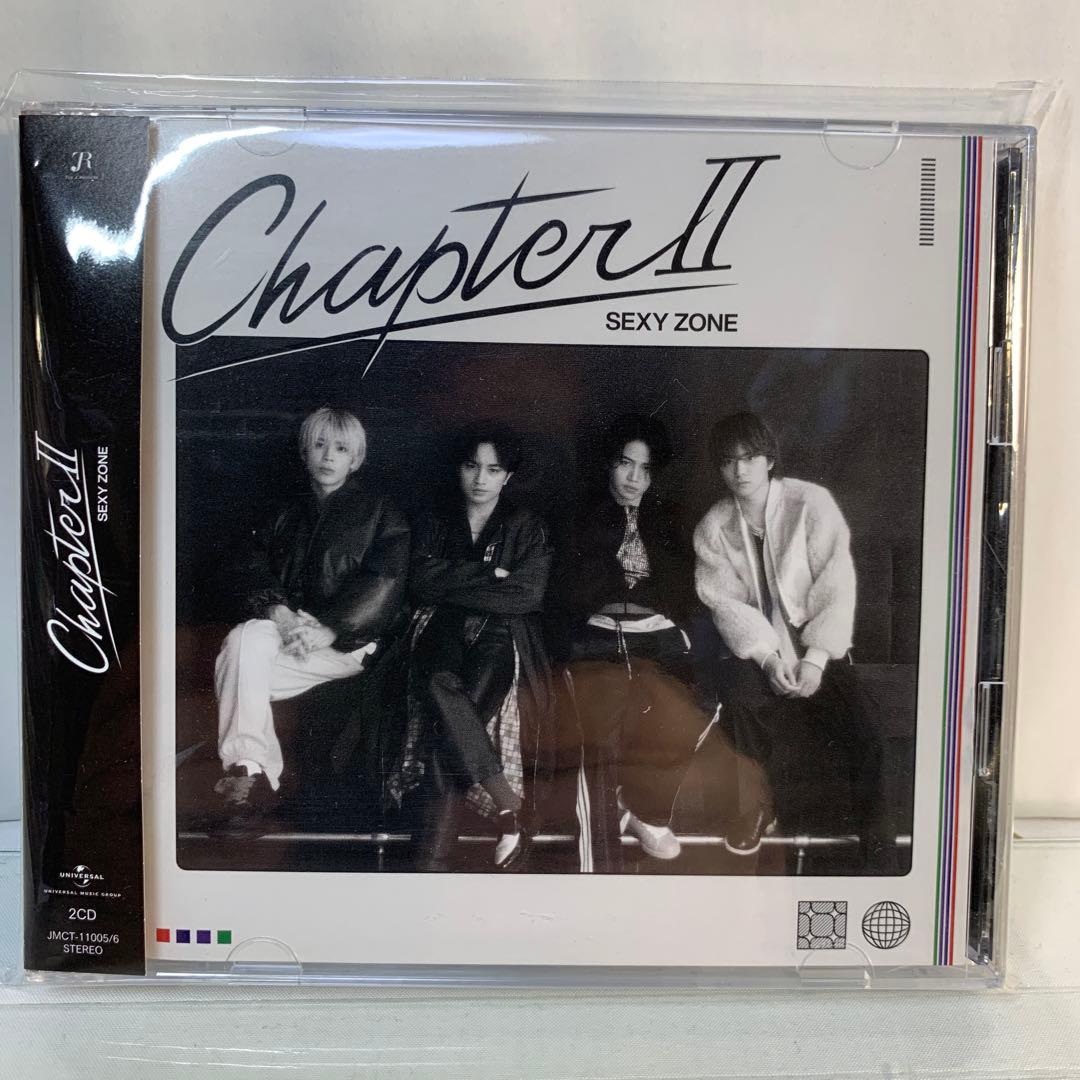 Chapter II
SEXY ZONE
Chapter II
SEXY ZONE
UNIVERSAL
UNIVERSAL MUSIC GROUP
2CD
JMCT-11005/6
STEREO